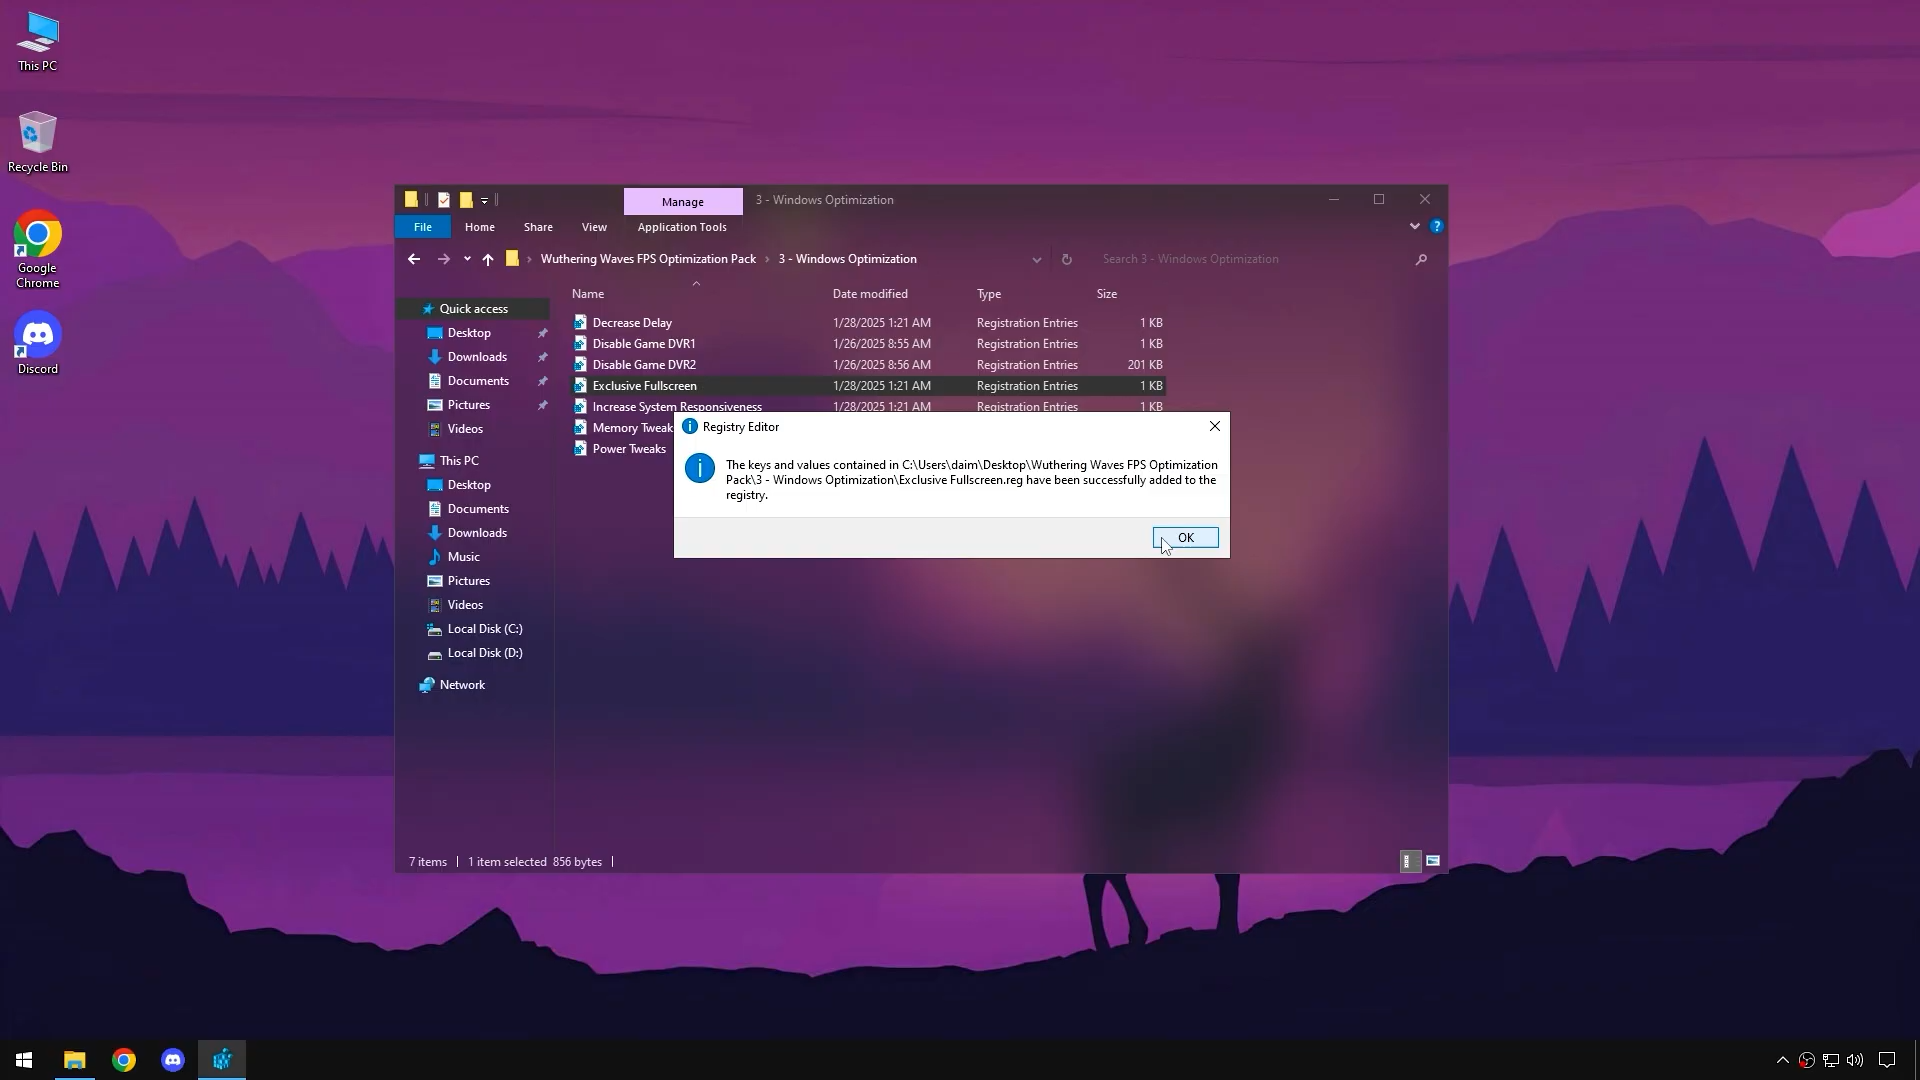 This PC
Recycle Bin
Google
Chrome
Discord
Manage
3 - Windows Optimization
File
Home
Share
View
Application Tools
Wuthering Waves FPS Optimization Pack
3 - Windows Optimization
Search 3 - Windows Optimization
Name
Date modified
Type
Size
Quick access
Desktop
Downloads
Documents
Pictures
Videos
This PC
Desktop
Documents
Downloads
Music
Pictures
Videos
Local Disk (C:)
Local Disk (D:)
Network
Decrease Delay 1/28/2025 1:21 AM Registration Entries 1 KB
Disable Game DVR1 1/26/2025 8:55 AM Registration Entries 1 KB
Disable Game DVR2 1/26/2025 8:56 AM Registration Entries 201 KB
Exclusive Fullscreen 1/28/2025 1:21 AM Registration Entries 1 KB
Increase System Responsiveness 1/28/2025 1:21 AM Registration Entries 1 KB
Memory Tweak
Power Tweaks
Registry Editor
The keys and values contained in C:\Users\daim\Desktop\Wuthering Waves FPS Optimization
Pack\3 - Windows Optimization\Exclusive Fullscreen.reg have been successfully added to the
registry.
OK
7 items
1 item selected 856 bytes